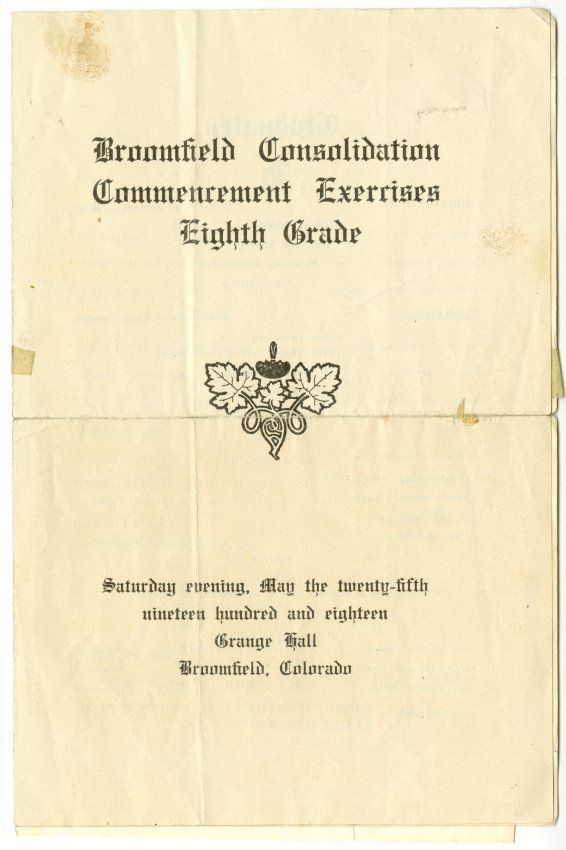 Broomfield Consolidation
Commencement Exercises
Eighth Grade
Saturday evening, May the twenty-fifth
nineteen hundred and eighteen
Grange Hall
Broomfield, Colorado